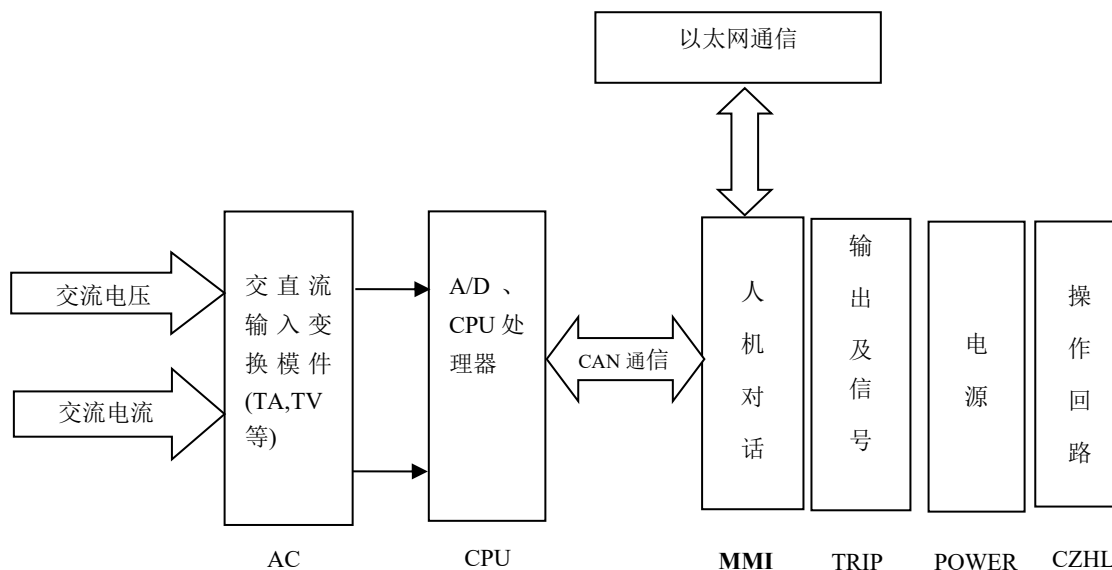 以太网通信
交流电压
交流电流
交直流
输入变
换模件
(TA,TV
等)
A/D 、
CPU 处
理器
CAN 通信
人
机
对
话
输
出
及
信
号
电
源
操
作
回
路
AC
CPU
MMI
TRIP
POWER
CZHL